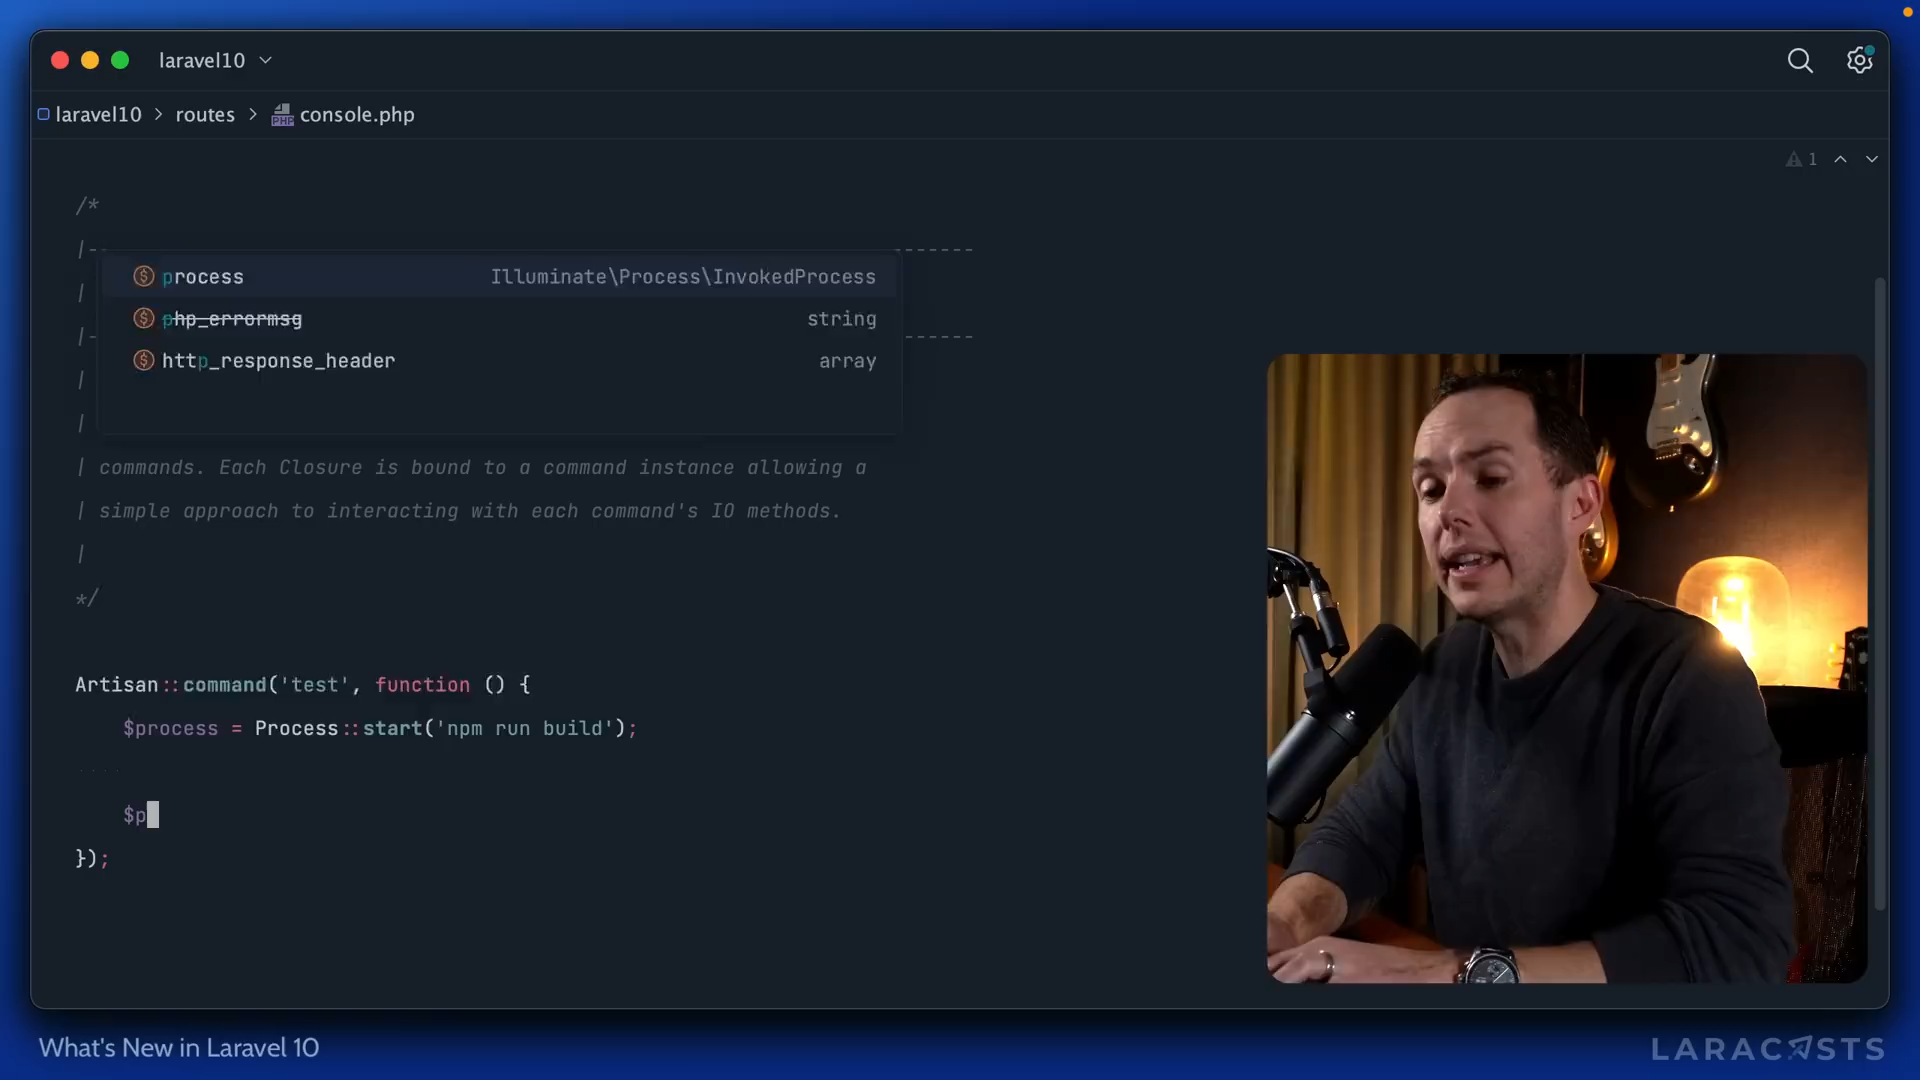 laravel10
laravel10 > routes > console.php
1
/*
|--
process Illuminate\Process\InvokedProcess
|
php_errormsg string
|-
http_response_header array
|
|
| commands. Each Closure is bound to a command instance allowing a
| simple approach to interacting with each command's IO methods.
|
*/
Artisan::command('test', function () {
$process = Process::start('npm run build');
$p
});
What's New in Laravel 10
LARACASTS